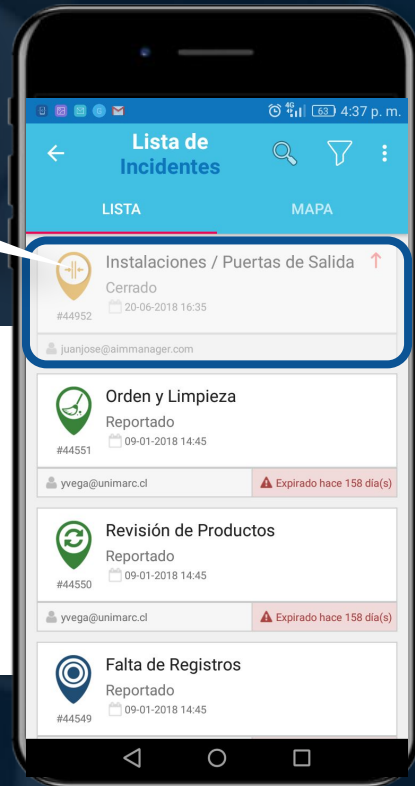 4G 63 4:37 p. m.
Lista de
Incidentes
LISTA MAPA
Instalaciones / Puertas de Salida
Cerrado
20-06-2018 16:35
#44952
juanjose@aimmanager.com
Orden y Limpieza
Reportado
09-01-2018 14:45
#44551
yvega@unimarc.cl Expirado hace 158 día(s)
Revisión de Productos
Reportado
09-01-2018 14:45
#44550
yvega@unimarc.cl Expirado hace 158 día(s)
Falta de Registros
Reportado
09-01-2018 14:45
#44549